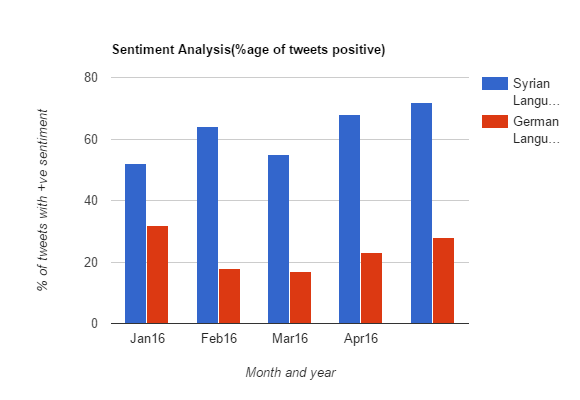 Sentiment Analysis(%age of tweets positive)
80
60
40
20
0
% of tweets with +ve sentiment
Jan16 Feb16 Mar16 Apr16
Month and year
Syrian
Langu…
German
Langu…